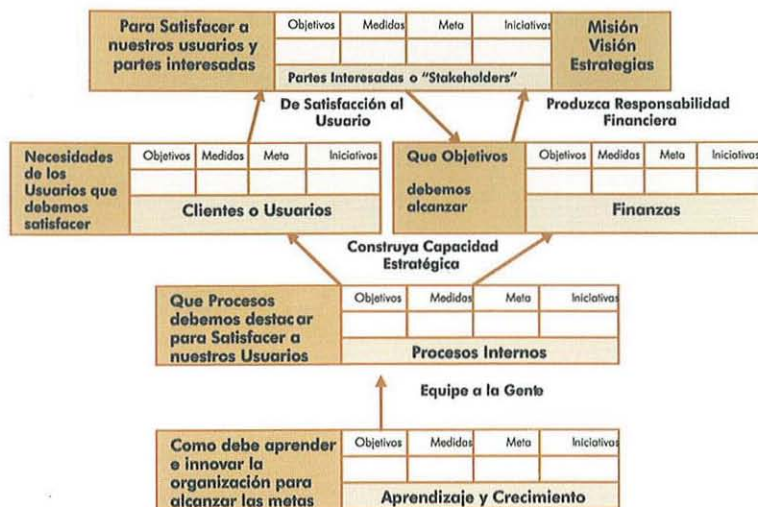 Para Satisfacer a
nuestros usuarios y
partes interesadas
Objetivos Medidas Meta Iniciativas
Partes Interesadas o "Stakeholders"
Misión
Visión
Estrategias
De Satisfacción al
Usuario
Produzca Responsabilidad
Financiera
Necesidades
de los
Usuarios que
debemos
satisfacer
Objetivos Medidas Meta Iniciativas
Clientes o Usuarios
Que Objetivos
debemos
alcanzar
Objetivos Medidas Meta Iniciativas
Finanzas
Construya Capacidad
Estratégica
Que Procesos
debemos destacar
para Satisfacer a
nuestros Usuarios
Objetivos Medidas Meta Iniciativas
Procesos Internos
Equipe a la Gente
Como debe aprender
e innovar la
organización para
alcanzar las metas
Objetivos Medidas Meta Iniciativas
Aprendizaje y Crecimiento